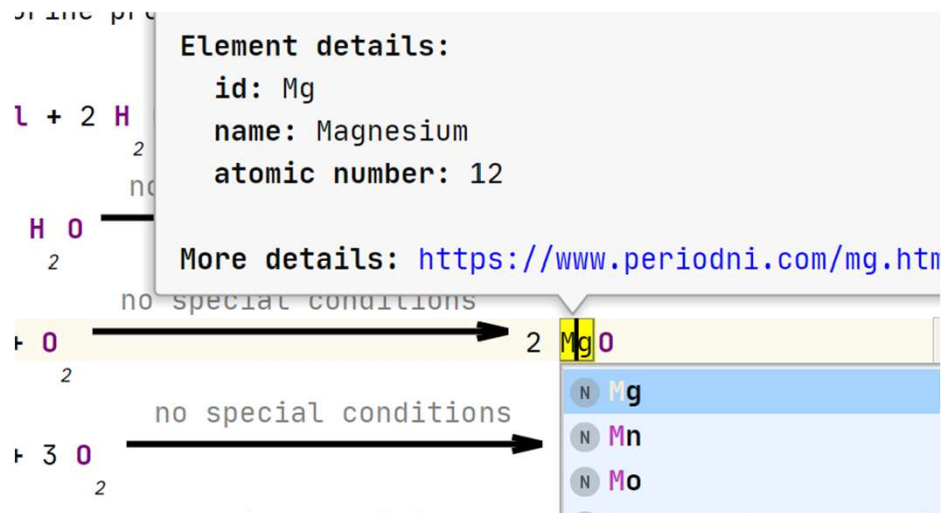 Element details:
id: Mg
name: Magnesium
atomic number: 12
l + 2 H
2
H O
2
More details: https://www.periodni.com/mg.htm
no special conditions
+ O
2
2 MgO
Mg
Mn
Mo
no special conditions
+ 3 O
2